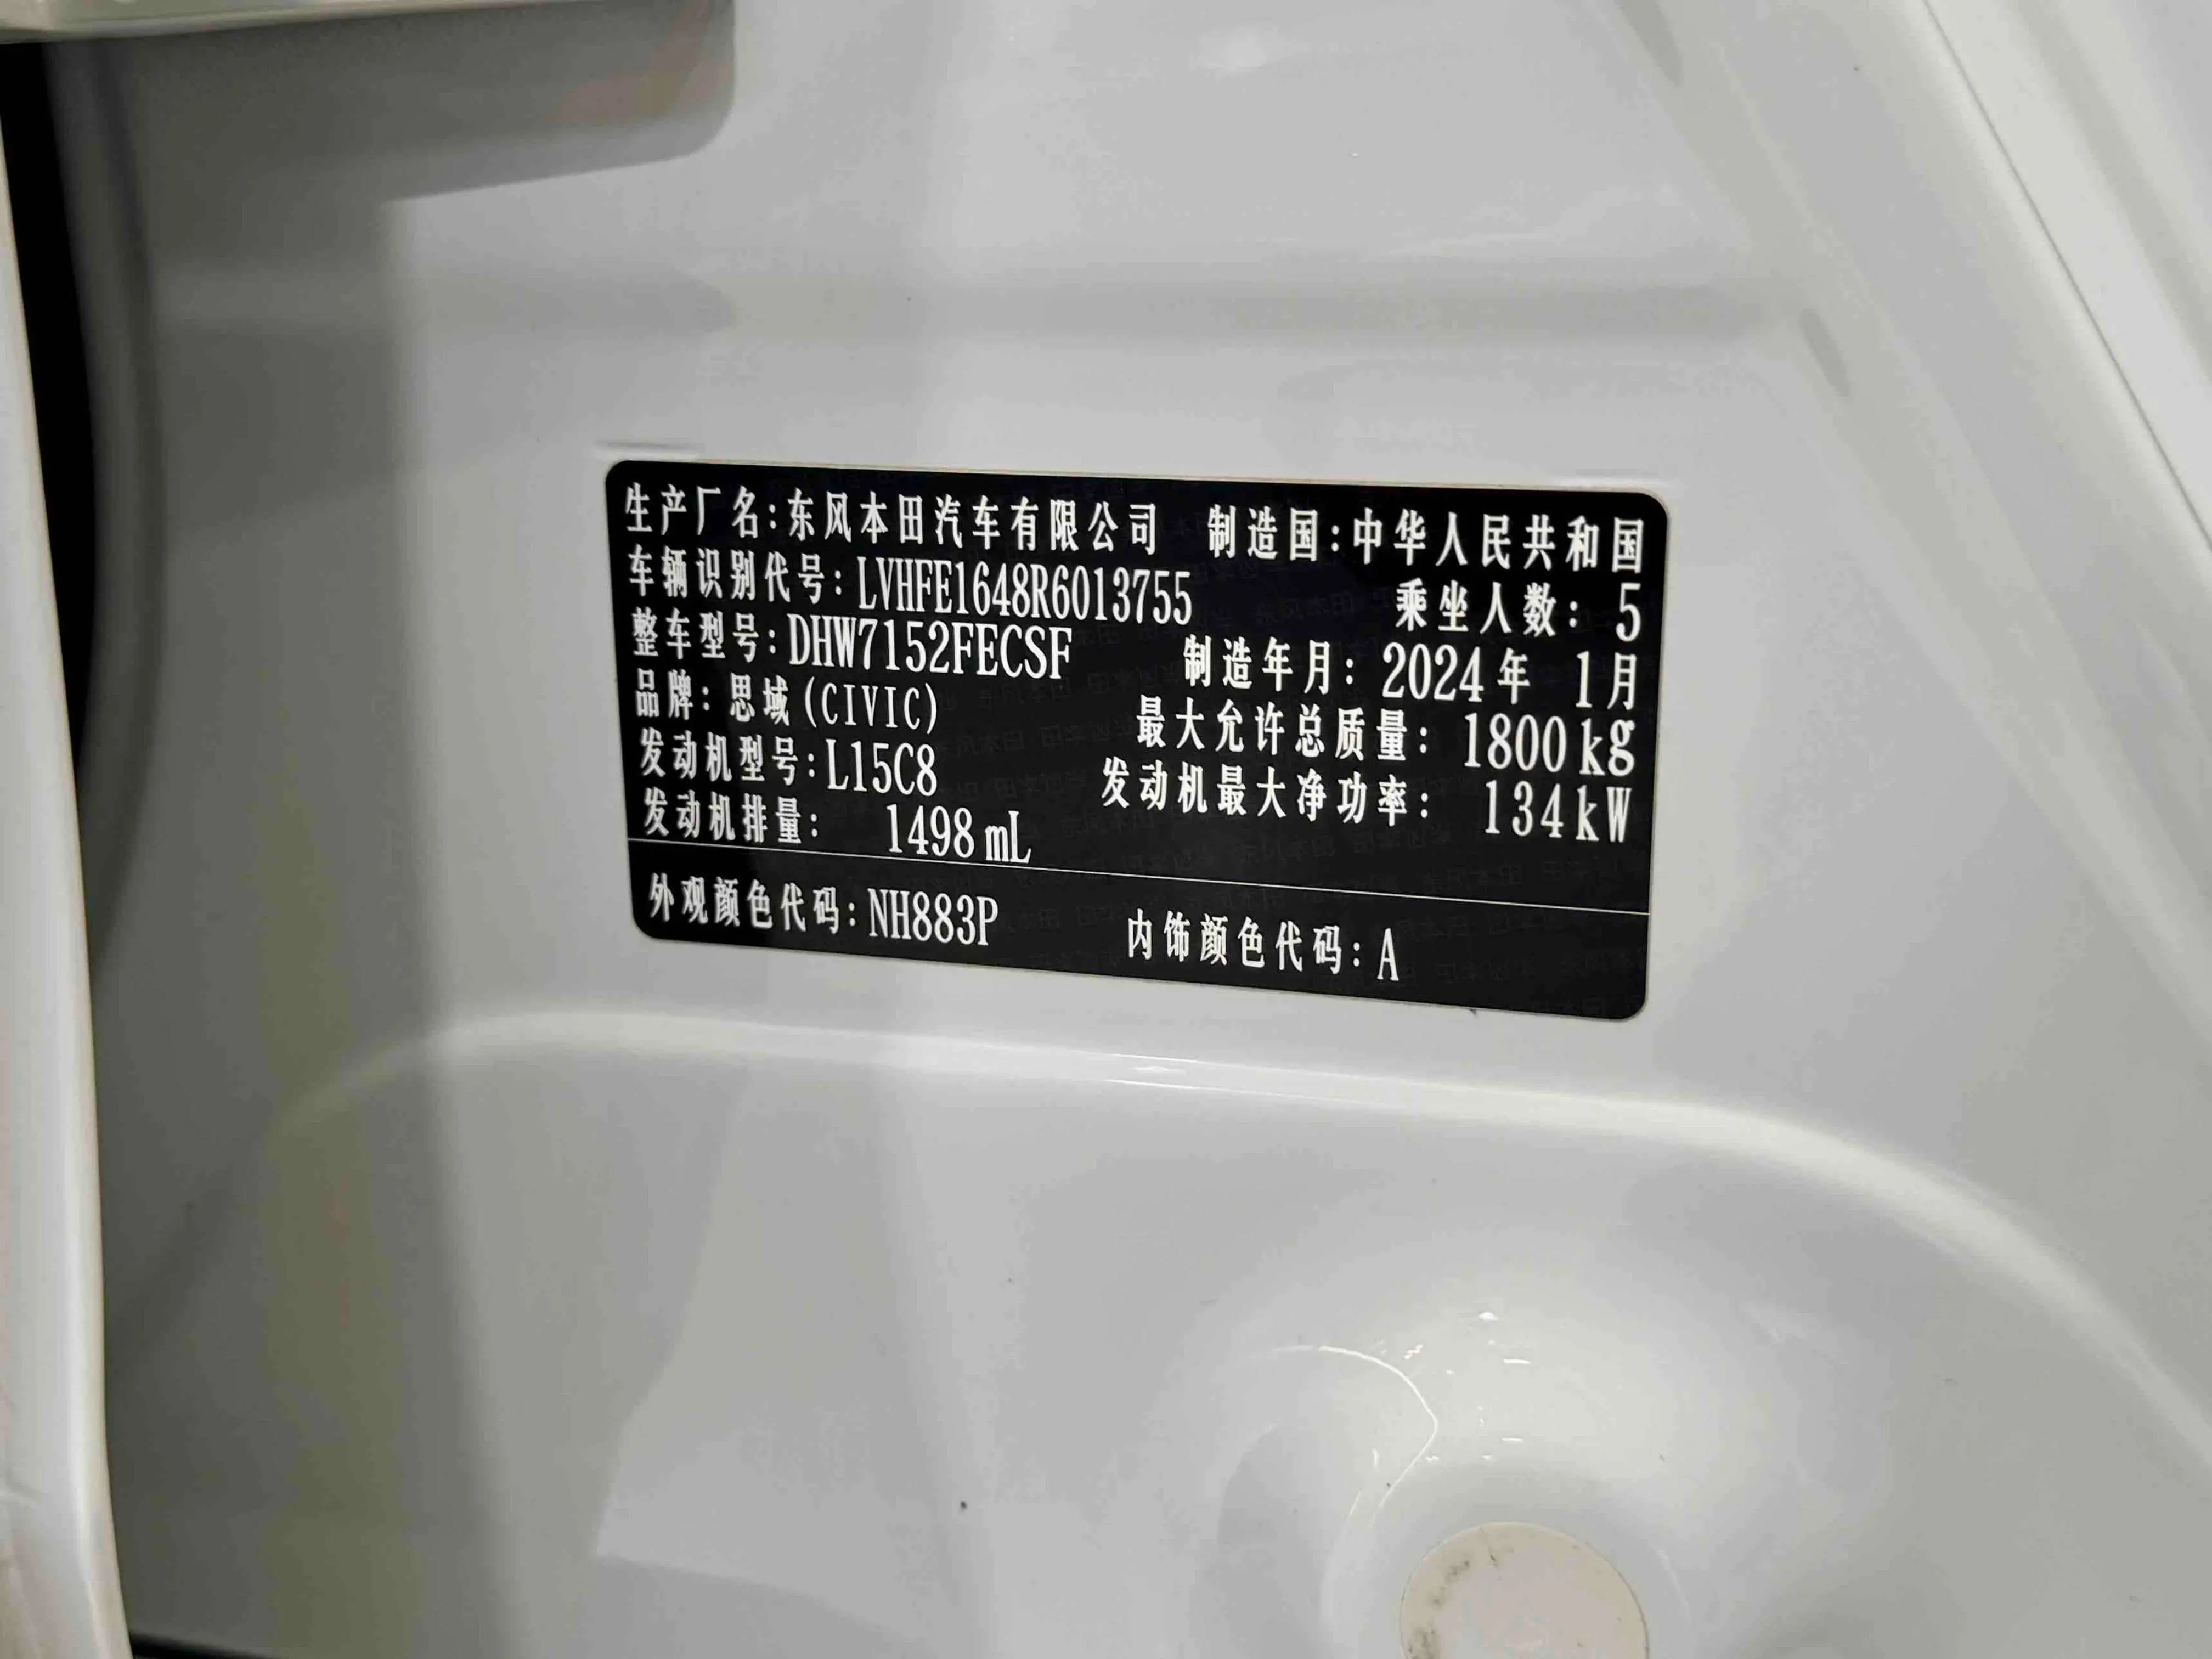 生产厂名:东风本田汽车有限公司 制造国:中华人民共和国
车辆识别代号:LVHFE1648R6013755 乘坐人数: 5
整车型号:DHW7152FECSF 制造年月: 2024年 1月
品牌: 思域(CIVIC) 最大允许总质量: 1800kg
发动机型号:L15C8 发动机最大净功率: 134kW
发动机排量: 1498mL
外观颜色代码:NH883P 内饰颜色代码:A